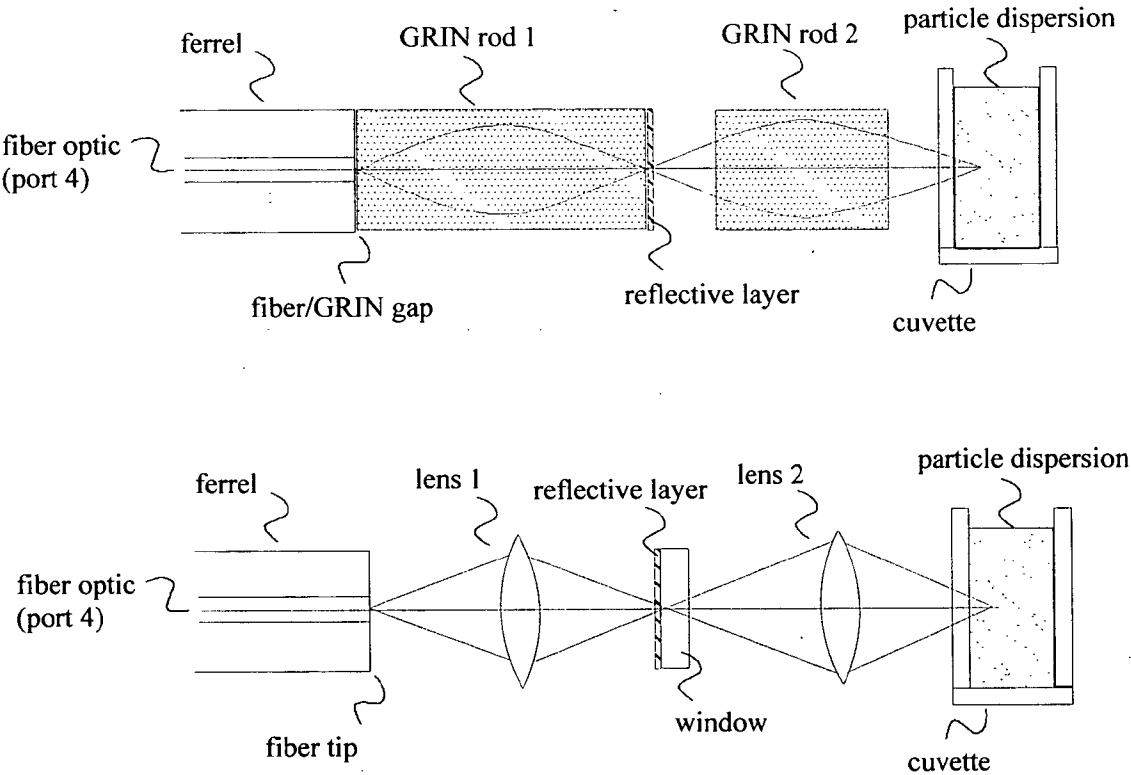 particle dispersion
ferrel
GRIN rod 1
GRIN rod 2
fiber optic
(port 4)
fiber/GRIN gap
reflective layer
cuvette
ferrel
lens 1
reflective layer
lens 2
particle dispersion
fiber optic
(port 4)
fiber tip
window
cuvette